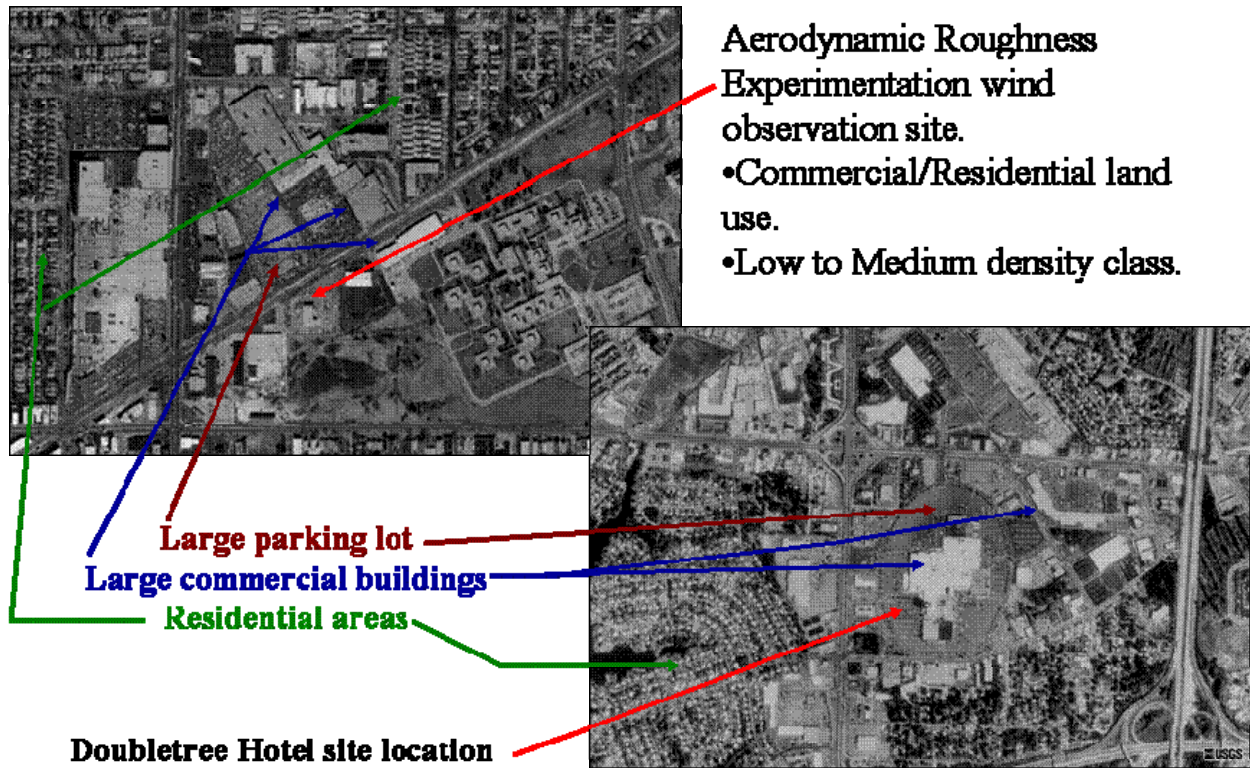 Aerodynamic Roughness
Experimentation wind
observation site.
•Commercial/Residential land
use.
•Low to Medium density class.
Large parking lot
Large commercial buildings
Residential areas
Doubletree Hotel site location
USGS